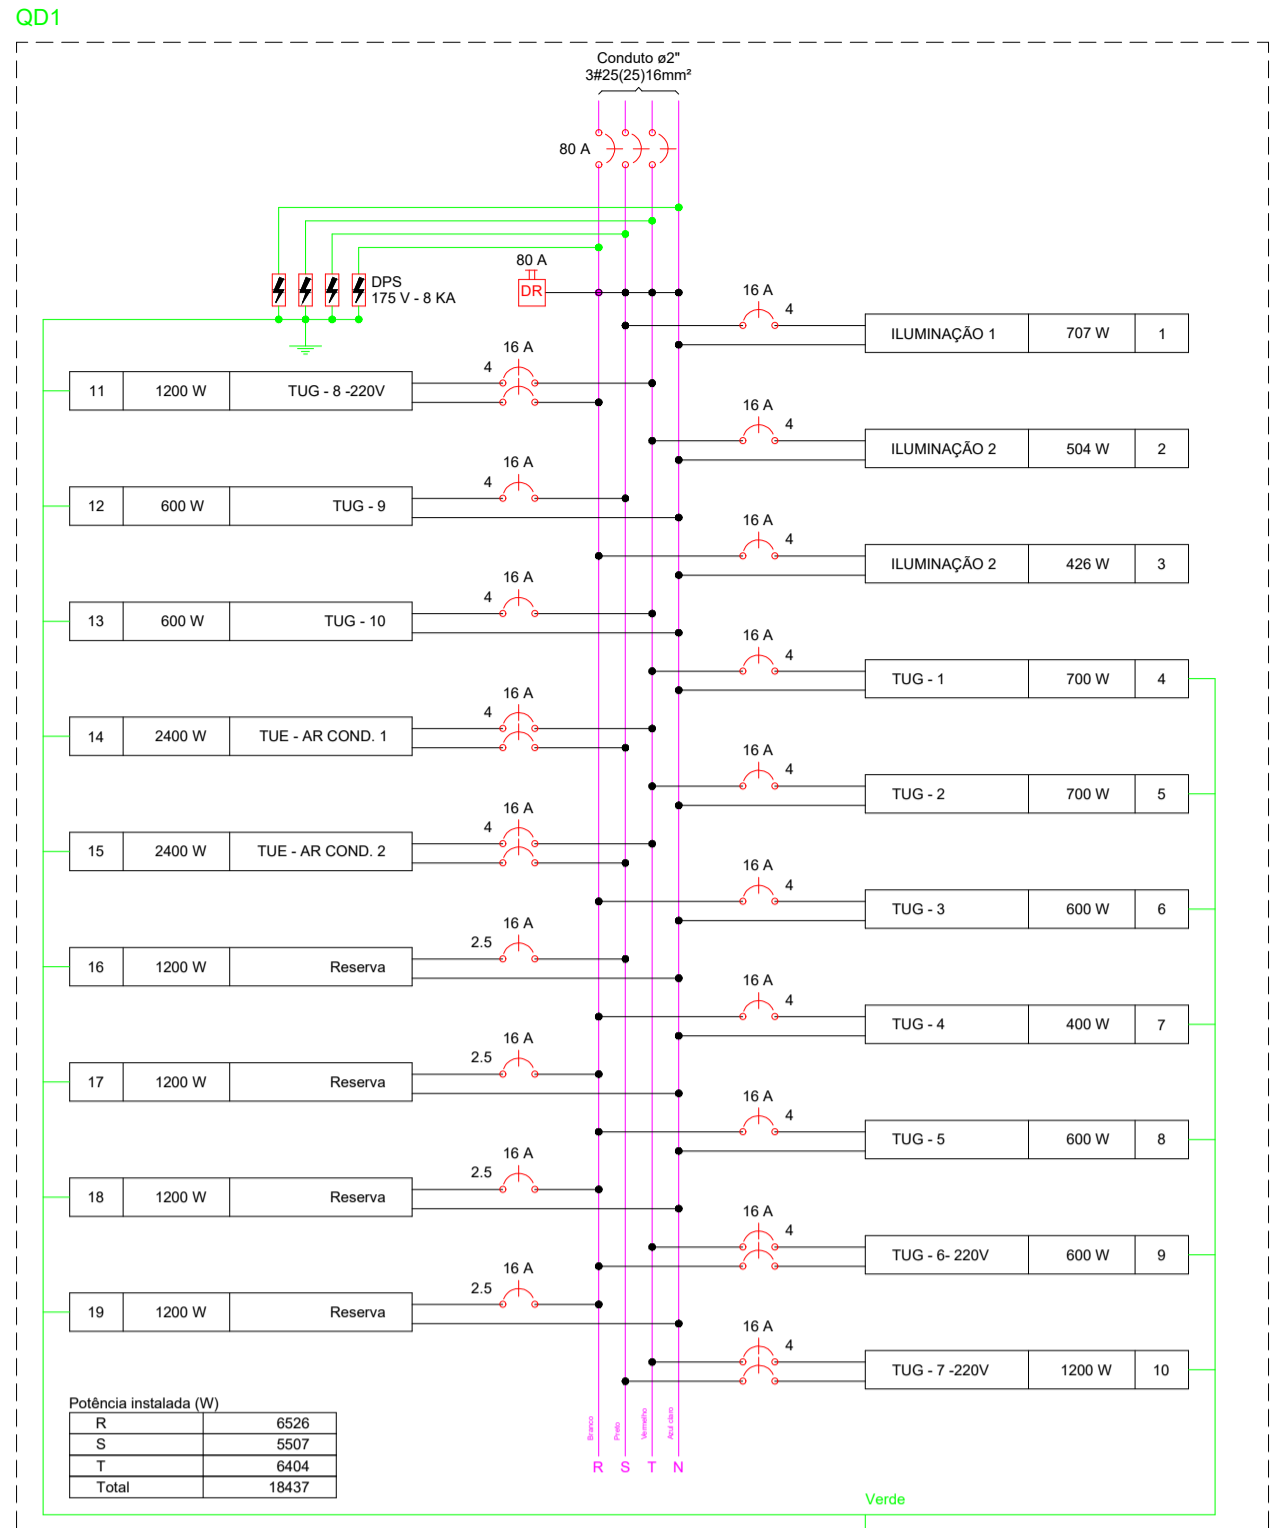 QD1
Conduto ø2"
3#25(25)16mm²
80 A
DPS
175 V - 8 KA
80 A
DR
16 A
4
ILUMINAÇÃO 1 707 W 1
16 A
4
11 1200 W TUG - 8 -220V
16 A
4
ILUMINAÇÃO 2 504 W 2
16 A
4
12 600 W TUG - 9
16 A
4
ILUMINAÇÃO 2 426 W 3
16 A
4
13 600 W TUG - 10
16 A
4
TUG - 1 700 W 4
16 A
4
14 2400 W TUE - AR COND. 1
16 A
4
TUG - 2 700 W 5
16 A
4
15 2400 W TUE - AR COND. 2
16 A
4
TUG - 3 600 W 6
16 A
2.5
16 1200 W Reserva
16 A
4
TUG - 4 400 W 7
16 A
2.5
17 1200 W Reserva
16 A
4
TUG - 5 600 W 8
16 A
2.5
18 1200 W Reserva
16 A
4
TUG - 6- 220V 600 W 9
16 A
2.5
19 1200 W Reserva
16 A
4
TUG - 7 -220V 1200 W 10
Potência instalada (W)
R 6526
S 5507
T 6404
Total 18437
Branco
Preto
Vermelho
Azul claro
R S T N
Verde